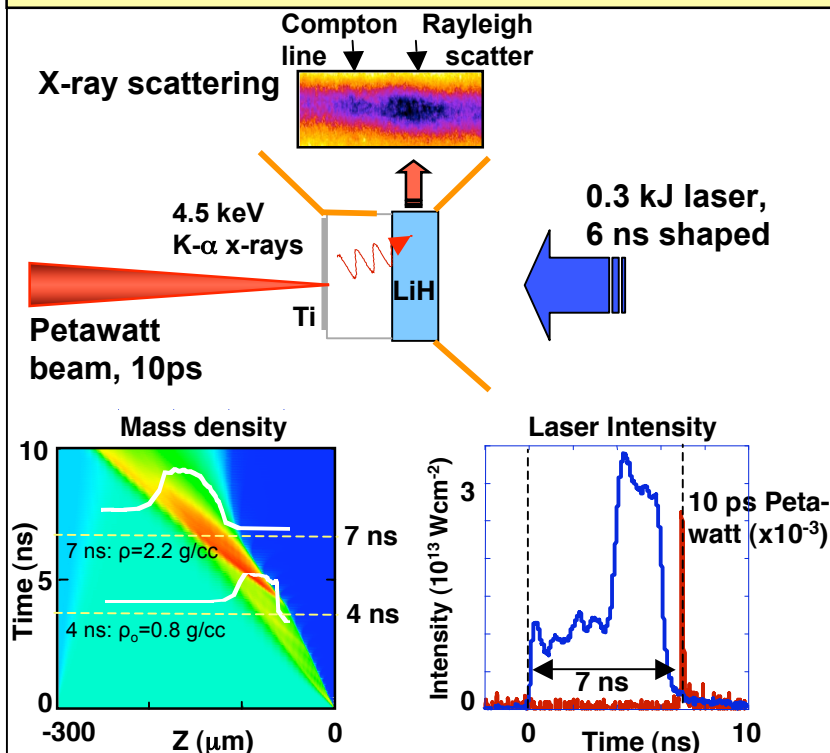 Compton line
Rayleigh scatter
X-ray scattering
4.5 keV
K-α x-rays
0.3 kJ laser,
6 ns shaped
LiH
Ti
Petawatt
beam, 10ps
Mass density
10
5
0
Time (ns)
7 ns
7 ns: ρ=2.2 g/cc
4 ns
4 ns: ρₒ=0.8 g/cc
-300
0
Z (μm)
Laser Intensity
3
0
Intensity (10¹³ Wcm⁻²)
10 ps Peta-
watt (x10⁻³)
7 ns
0
10
Time (ns)